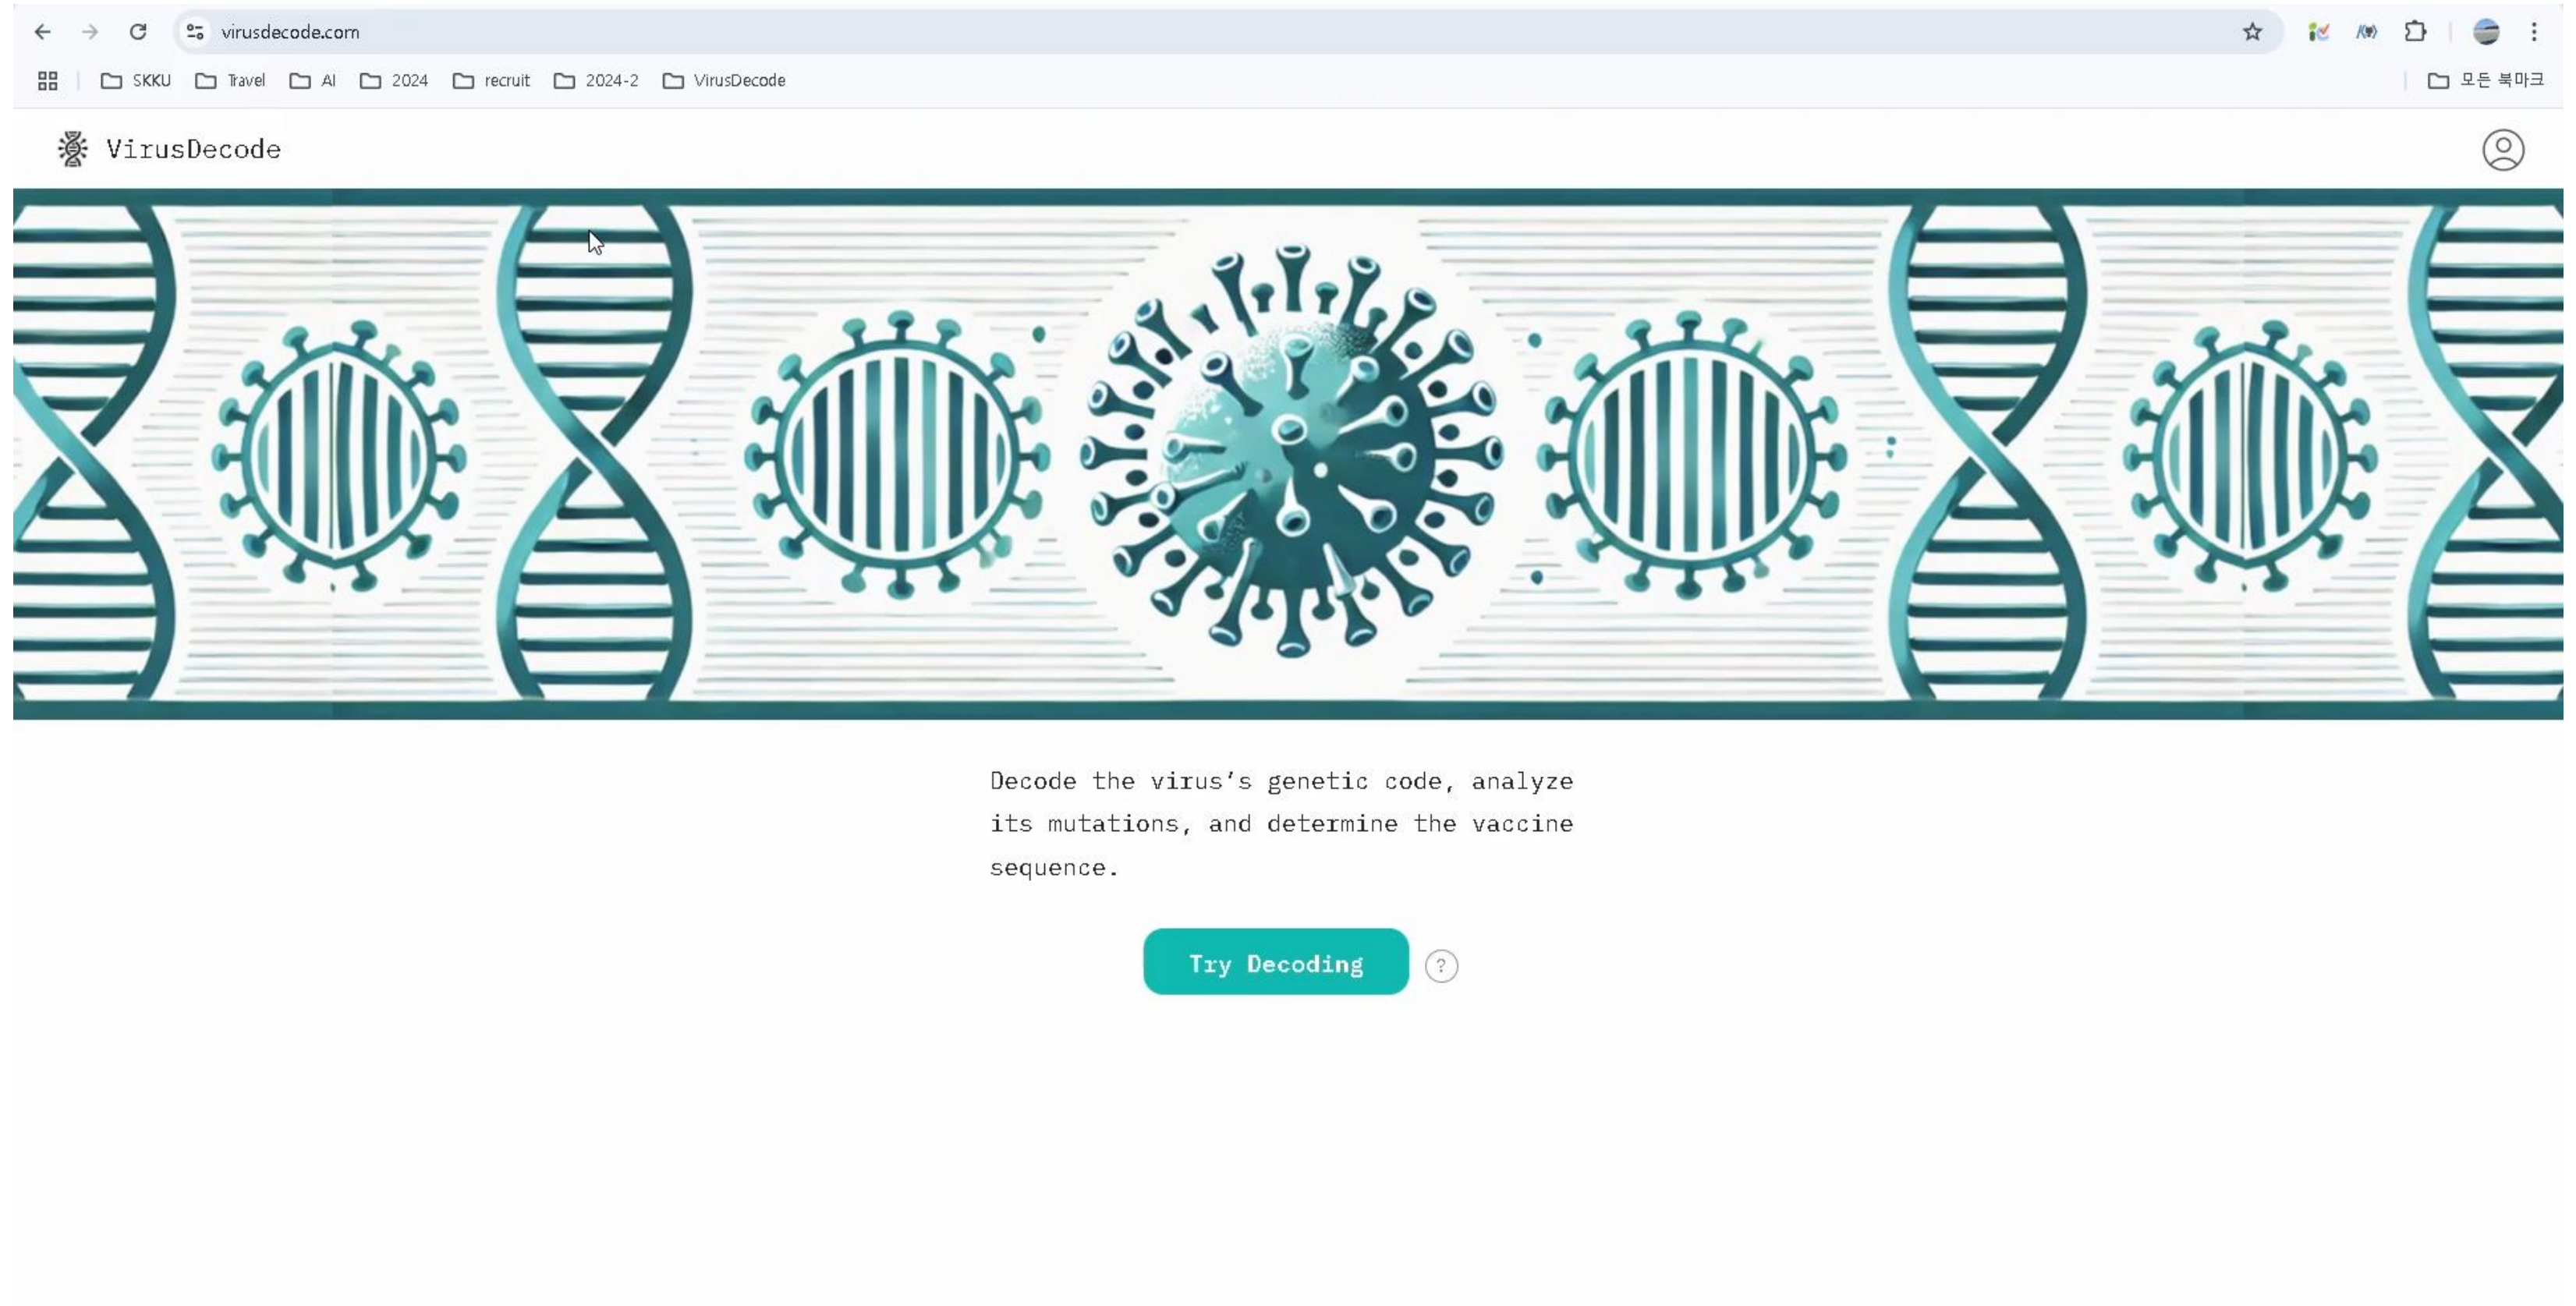 virusdecode.com
SKKU Travel AI 2024 recruit 2024-2 VirusDecode 모든 북마크
VirusDecode
Decode the virus’s genetic code, analyze
its mutations, and determine the vaccine
sequence.
Try Decoding ?